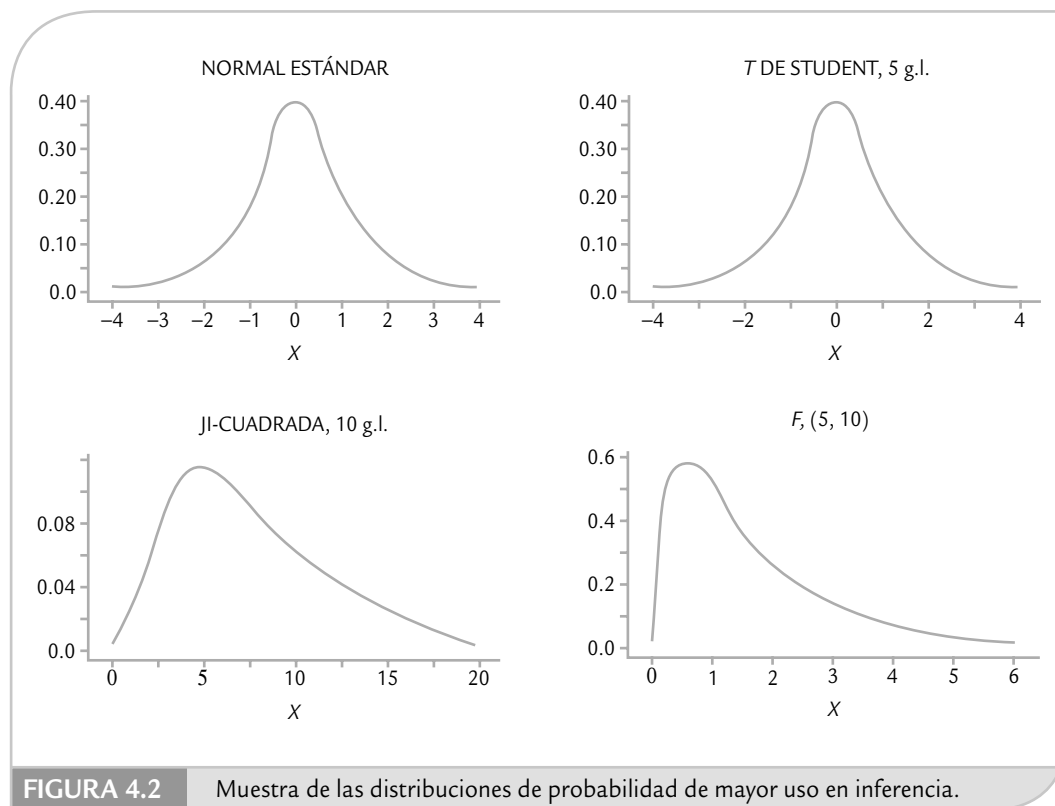 NORMAL ESTÁNDAR
0.40
0.30
0.20
0.10
0.0
–4 –3 –2 –1 0 1 2 3 4
X
T DE STUDENT, 5 g.l.
0.40
0.30
0.20
0.10
0.0
–4 –2 0 2 4
X
JI-CUADRADA, 10 g.l.
0.08
0.04
0.0
0 5 10 15 20
X
F, (5, 10)
0.6
0.4
0.2
0.0
0 1 2 3 4 5 6
X
FIGURA 4.2 Muestra de las distribuciones de probabilidad de mayor uso en inferencia.